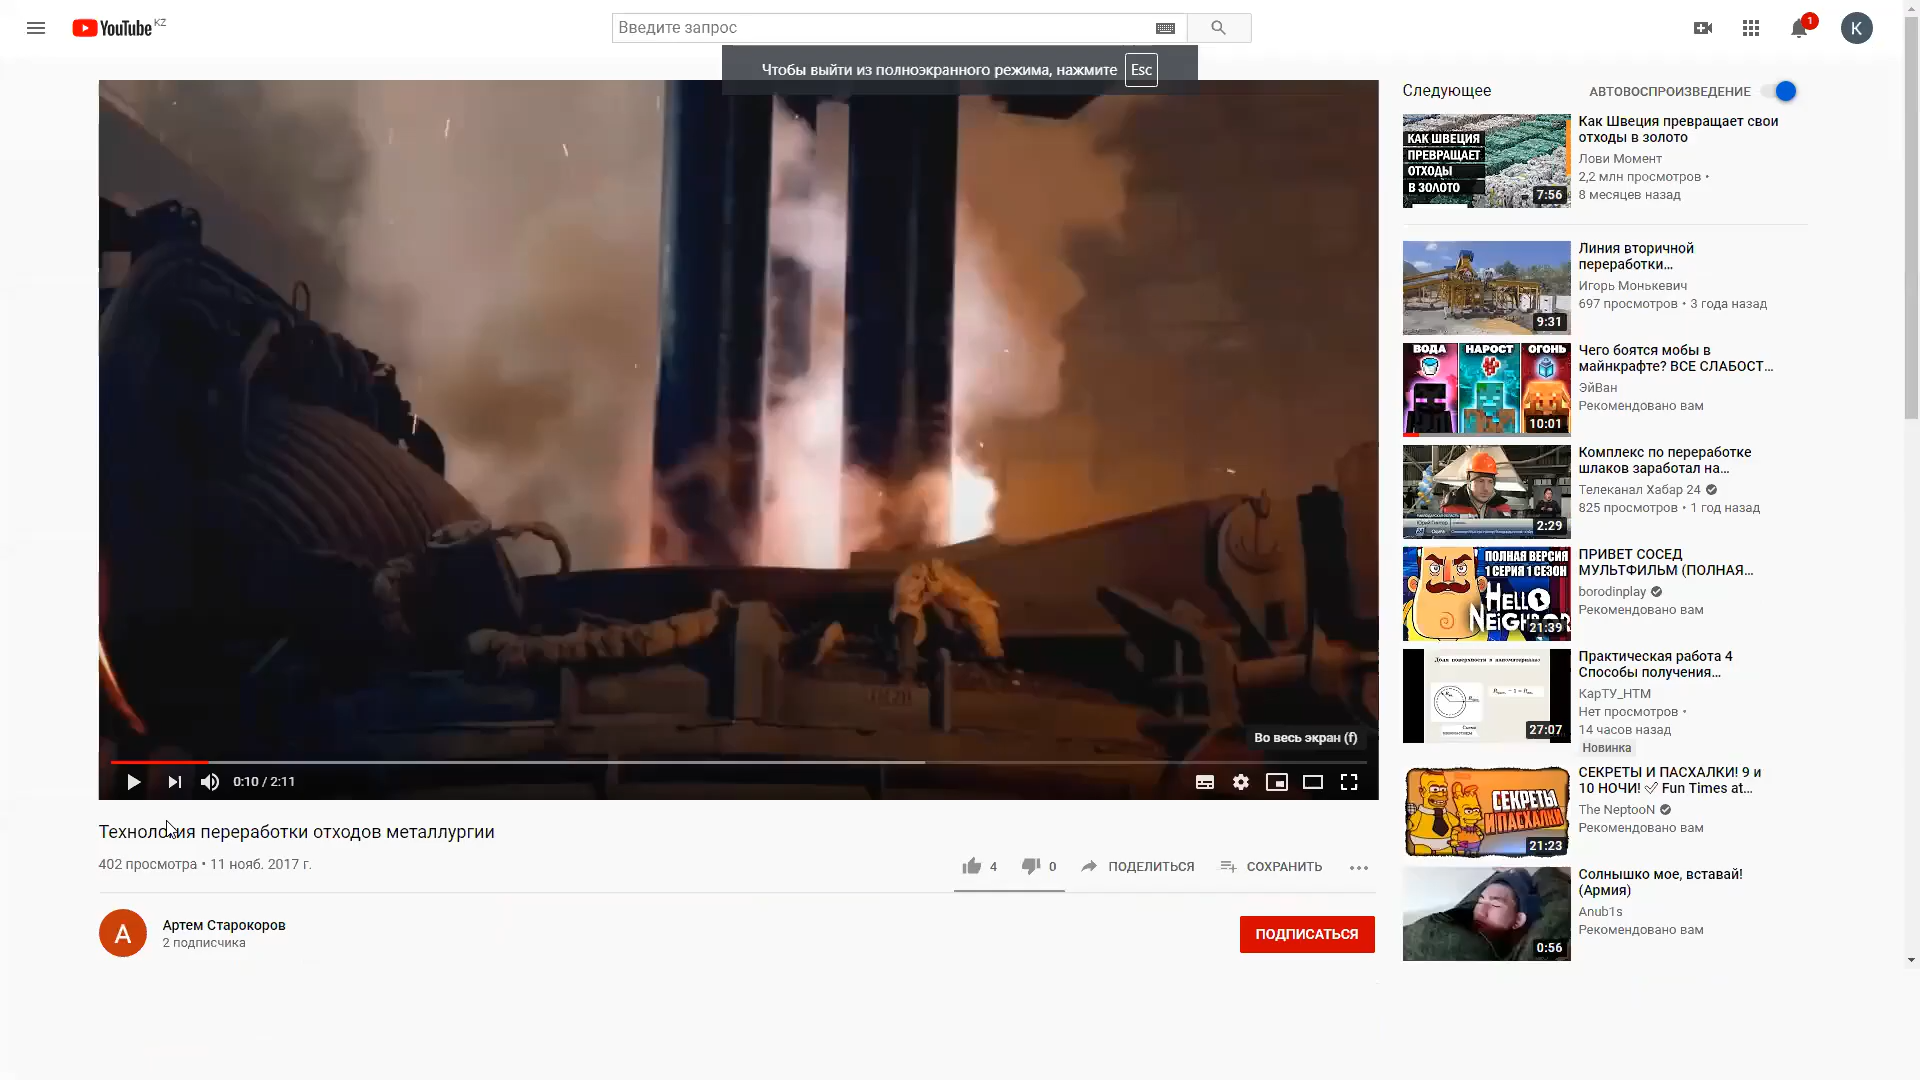 YouTube KZ
Введите запрос
1
K
Чтобы выйти из полноэкранного режима, нажмите Esc
Во весь экран (f)
0:10 / 2:11
Технология переработки отходов металлургии
402 просмотра • 11 нояб. 2017 г.
4
0
ПОДЕЛИТЬСЯ
СОХРАНИТЬ
A
Артем Старокоров
2 подписчика
ПОДПИСАТЬСЯ
Следующее
АВТОВОСПРОИЗВЕДЕНИЕ
КАК ШВЕЦИЯ
ПРЕВРАЩАЕТ
ОТХОДЫ
В ЗОЛОТО
7:56
Как Швеция превращает свои
отходы в золото
Лови Момент
2,2 млн просмотров •
8 месяцев назад
9:31
Линия вторичной
переработки...
Игорь Монькевич
697 просмотров • 3 года назад
ВОДА НАРОСТ ОГОНЬ
10:01
Чего боятся мобы в
майнкрафте? ВСЕ СЛАБОСТ...
ЭйВан
Рекомендовано вам
2:29
Комплекс по переработке
шлаков заработал на...
Телеканал Хабар 24
825 просмотров • 1 год назад
ПОЛНАЯ ВЕРСИЯ
1 СЕРИЯ 1 СЕЗОН
HELLO
NEIGHBOR
21:39
ПРИВЕТ СОСЕД
МУЛЬТФИЛЬМ (ПОЛНАЯ...
borodinplay
Рекомендовано вам
27:07
Практическая работа 4
Способы получения...
КарТУ_НТМ
Нет просмотров •
14 часов назад
Новинка
СЕКРЕТЫ
И ПАСХАЛКИ
21:23
СЕКРЕТЫ И ПАСХАЛКИ! 9 и
10 НОЧИ! ✅ Fun Times at...
The NeptooN
Рекомендовано вам
0:56
Солнышко мое, вставай!
(Армия)
Anub1s
Рекомендовано вам